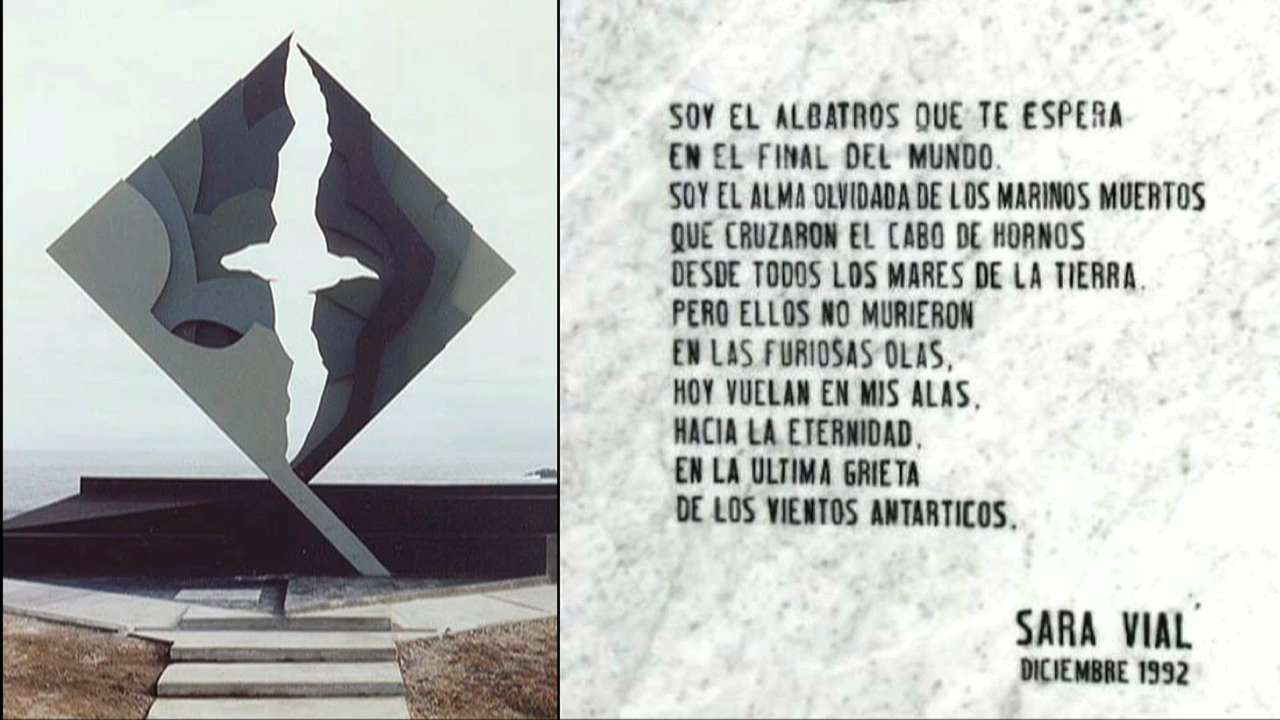 SOY EL ALBATROS QUE TE ESPERA
EN EL FINAL DEL MUNDO.
SOY EL ALMA OLVIDADA DE LOS MARINOS MUERTOS
QUE CRUZARON EL CABO DE HORNOS
DESDE TODOS LOS MARES DE LA TIERRA.
PERO ELLOS NO MURIERON
EN LAS FURIOSAS OLAS,
HOY VUELAN EN MIS ALAS,
HACIA LA ETERNIDAD,
EN LA ULTIMA GRIETA
DE LOS VIENTOS ANTARTICOS.
SARA VIAL
DICIEMBRE 1992